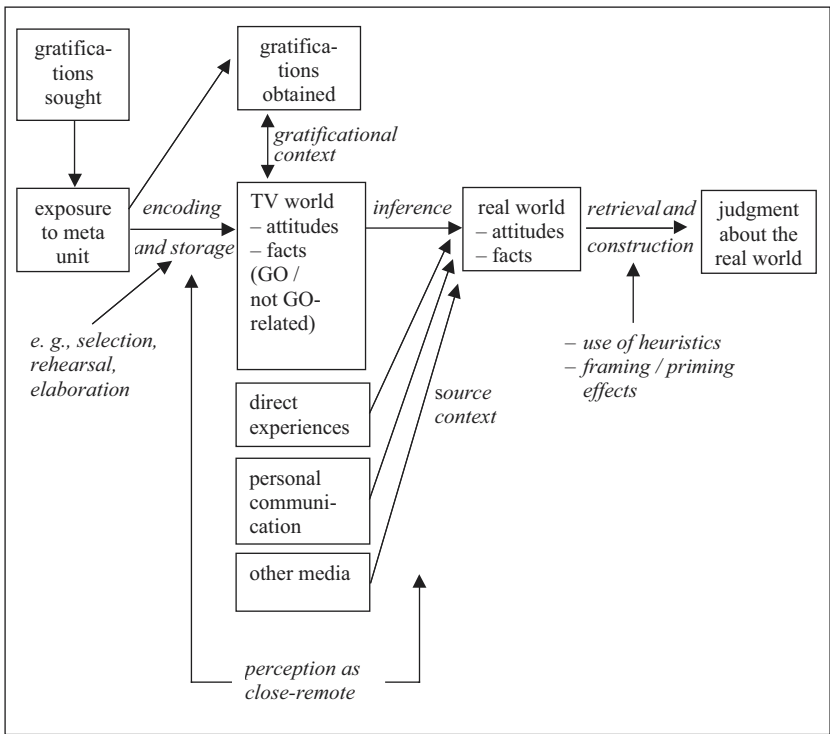 gratifica-
tions
sought
gratifica-
tions
obtained
gratificational
context
exposure
to meta
unit
encoding
and storage
TV world
– attitudes
– facts
(GO /
not GO-
related)
inference
real world
– attitudes
– facts
retrieval and
construction
judgment
about the
real world
e. g., selection,
rehearsal,
elaboration
– use of heuristics
– framing / priming
effects
direct
experiences
source
context
personal
communi-
cation
other media
perception as
close-remote